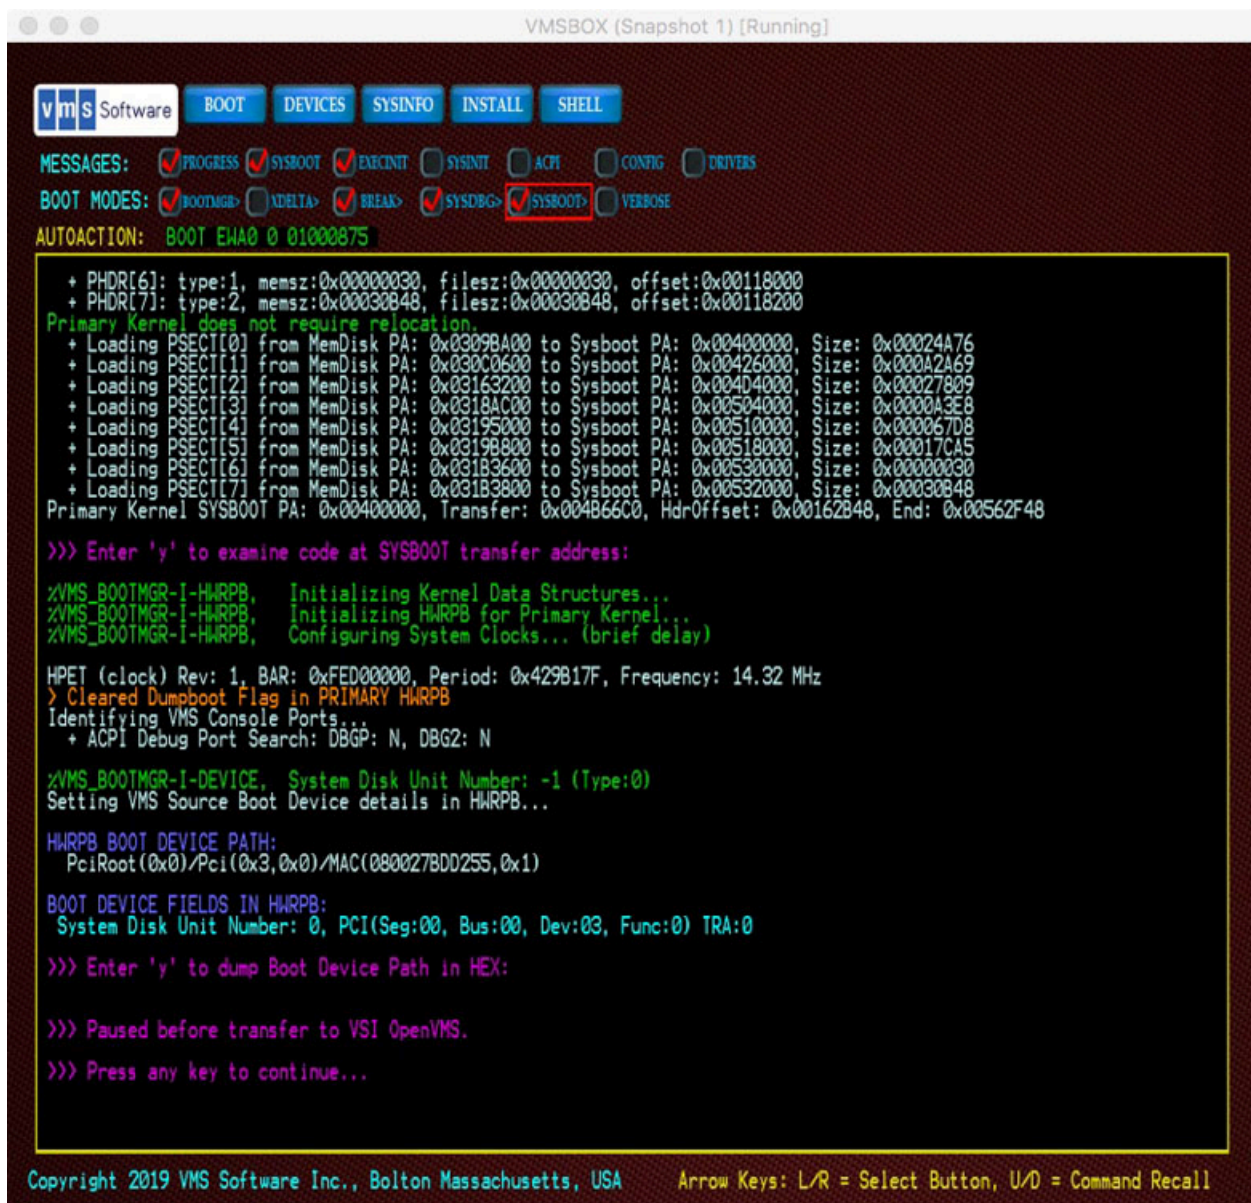 VMSBOX (Snapshot 1) [Running]
vms Software BOOT DEVICES SYSINFO INSTALL SHELL
MESSAGES: PROGRESS SYSBOOT EXECINIT SYSINIT ACPI CONFIG DRIVERS
BOOT MODES: BOOTMGR> XDELTA> BREAK> SYSDBG> SYSBOOT> VERBOSE
AUTOACTION: BOOT EWA0 0 01000875
+ PHDR[6]: type:1, memsz:0x00000030, filesz:0x00000030, offset:0x00118000
+ PHDR[7]: type:2, memsz:0x00030B48, filesz:0x00030B48, offset:0x00118200
Primary Kernel does not require relocation.
+ Loading PSECT[0] from MemDisk PA: 0x0309BA00 to Sysboot PA: 0x00400000, Size: 0x00024A76
+ Loading PSECT[1] from MemDisk PA: 0x030C0600 to Sysboot PA: 0x00426000, Size: 0x000A2A69
+ Loading PSECT[2] from MemDisk PA: 0x03163200 to Sysboot PA: 0x004D4000, Size: 0x00027809
+ Loading PSECT[3] from MemDisk PA: 0x0318AC00 to Sysboot PA: 0x00504000, Size: 0x0000A3E8
+ Loading PSECT[4] from MemDisk PA: 0x03195000 to Sysboot PA: 0x00510000, Size: 0x000067D8
+ Loading PSECT[5] from MemDisk PA: 0x0319B800 to Sysboot PA: 0x00518000, Size: 0x00017CA5
+ Loading PSECT[6] from MemDisk PA: 0x031B3600 to Sysboot PA: 0x00530000, Size: 0x00000030
+ Loading PSECT[7] from MemDisk PA: 0x031B3800 to Sysboot PA: 0x00532000, Size: 0x00030B48
Primary Kernel SYSBOOT PA: 0x00400000, Transfer: 0x004B66C0, HdrOffset: 0x00162B48, End: 0x00562F48
>>> Enter 'y' to examine code at SYSBOOT transfer address:
%VMS_BOOTMGR-I-HWRPB, Initializing Kernel Data Structures...
%VMS_BOOTMGR-I-HWRPB, Initializing HWRPB for Primary Kernel...
%VMS_BOOTMGR-I-HWRPB, Configuring System Clocks... (brief delay)
HPET (clock) Rev: 1, BAR: 0xFED00000, Period: 0x429B17F, Frequency: 14.32 MHz
> Cleared Dumpboot Flag in PRIMARY HWRPB
Identifying VMS Console Ports...
+ ACPI Debug Port Search: DBGP: N, DBG2: N
%VMS_BOOTMGR-I-DEVICE, System Disk Unit Number: -1 (Type:0)
Setting VMS Source Boot Device details in HWRPB...
HWRPB BOOT DEVICE PATH:
PciRoot(0x0)/Pci(0x3,0x0)/MAC(080027BDD255,0x1)
BOOT DEVICE FIELDS IN HWRPB:
System Disk Unit Number: 0, PCI(Seg:00, Bus:00, Dev:03, Func:0) TRA:0
>>> Enter 'y' to dump Boot Device Path in HEX:
>>> Paused before transfer to VSI OpenVMS.
>>> Press any key to continue...
Copyright 2019 VMS Software Inc., Bolton Massachusetts, USA Arrow Keys: L/R = Select Button, U/D = Command Recall